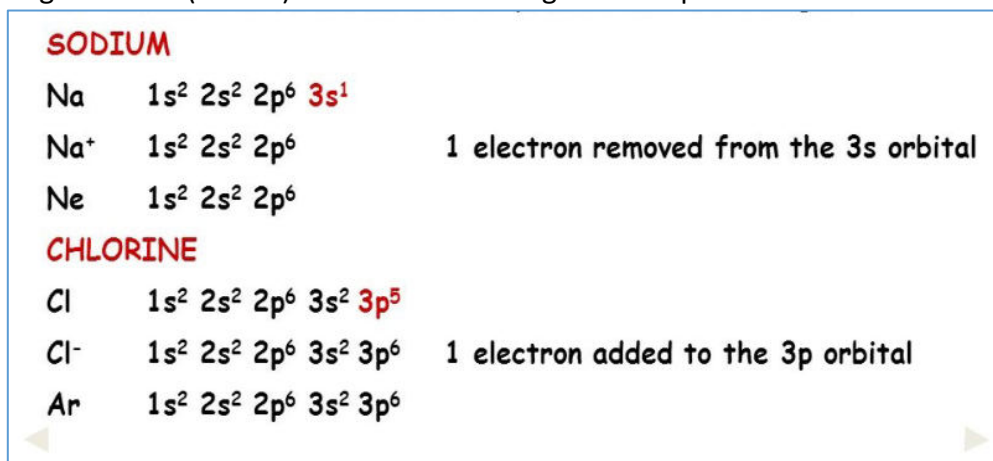 SODIUM
Na 1s² 2s² 2p⁶ 3s¹
Na⁺ 1s² 2s² 2p⁶ 1 electron removed from the 3s orbital
Ne 1s² 2s² 2p⁶
CHLORINE
Cl 1s² 2s² 2p⁶ 3s² 3p⁵
Cl⁻ 1s² 2s² 2p⁶ 3s² 3p⁶ 1 electron added to the 3p orbital
Ar 1s² 2s² 2p⁶ 3s² 3p⁶